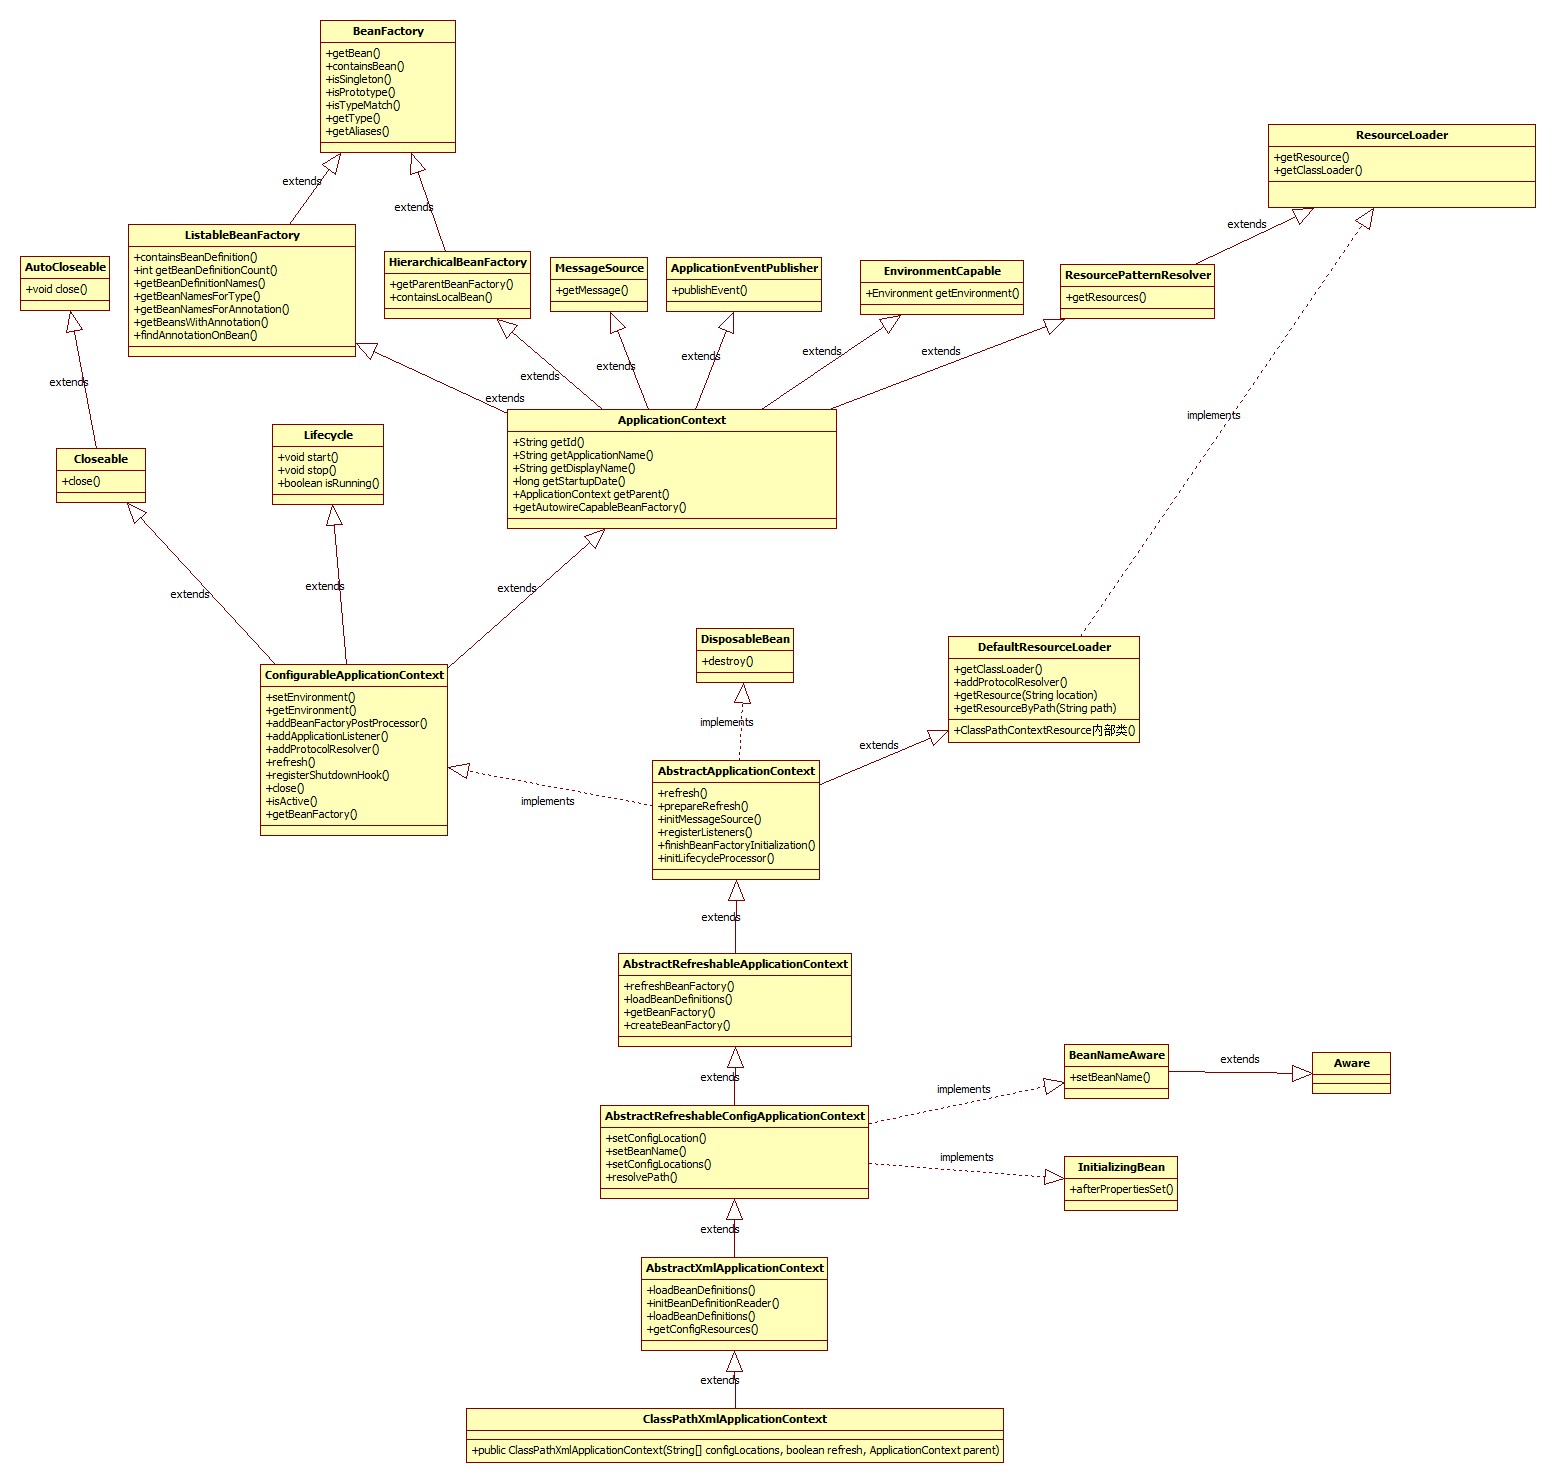 BeanFactory
+getBean()
+containsBean()
+isSingleton()
+isPrototype()
+isTypeMatch()
+getType()
+getAliases()
ResourceLoader
+getResource()
+getClassLoader()
extends
extends
extends
ListableBeanFactory
+containsBeanDefinition()
+int getBeanDefinitionCount()
+getBeanDefinitionNames()
+getBeanNamesForType()
+getBeanNamesForAnnotation()
+getBeansWithAnnotation()
+findAnnotationOnBean()
AutoCloseable
+void close()
HierarchicalBeanFactory
+getParentBeanFactory()
+containsLocalBean()
MessageSource
+getMessage()
ApplicationEventPublisher
+publishEvent()
EnvironmentCapable
+Environment getEnvironment()
ResourcePatternResolver
+getResources()
extends
extends
extends
extends
extends
extends
extends
implements
ApplicationContext
+String getId()
+String getApplicationName()
+String getDisplayName()
+long getStartupDate()
+ApplicationContext getParent()
+getAutowireCapableBeanFactory()
Lifecycle
+void start()
+void stop()
+boolean isRunning()
Closeable
+close()
extends
extends
extends
ConfigurableApplicationContext
+setEnvironment()
+getEnvironment()
+addBeanFactoryPostProcessor()
+addApplicationListener()
+addProtocolResolver()
+refresh()
+registerShutdownHook()
+close()
+isActive()
+getBeanFactory()
DisposableBean
+destroy()
DefaultResourceLoader
+getClassLoader()
+addProtocolResolver()
+getResource(String location)
+getResourceByPath(String path)
+ClassPathContextResource内部类()
implements
extends
implements
AbstractApplicationContext
+refresh()
+prepareRefresh()
+initMessageSource()
+registerListeners()
+finishBeanFactoryInitialization()
+initLifecycleProcessor()
extends
AbstractRefreshableApplicationContext
+refreshBeanFactory()
+loadBeanDefinitions()
+getBeanFactory()
+createBeanFactory()
extends
BeanNameAware
+setBeanName()
extends
Aware
implements
AbstractRefreshableConfigApplicationContext
+setConfigLocation()
+setBeanName()
+setConfigLocations()
+resolvePath()
implements
InitializingBean
+afterPropertiesSet()
extends
AbstractXmlApplicationContext
+loadBeanDefinitions()
+initBeanDefinitionReader()
+loadBeanDefinitions()
+getConfigResources()
extends
ClassPathXmlApplicationContext
+public ClassPathXmlApplicationContext(String[] configLocations, boolean refresh, ApplicationContext parent)